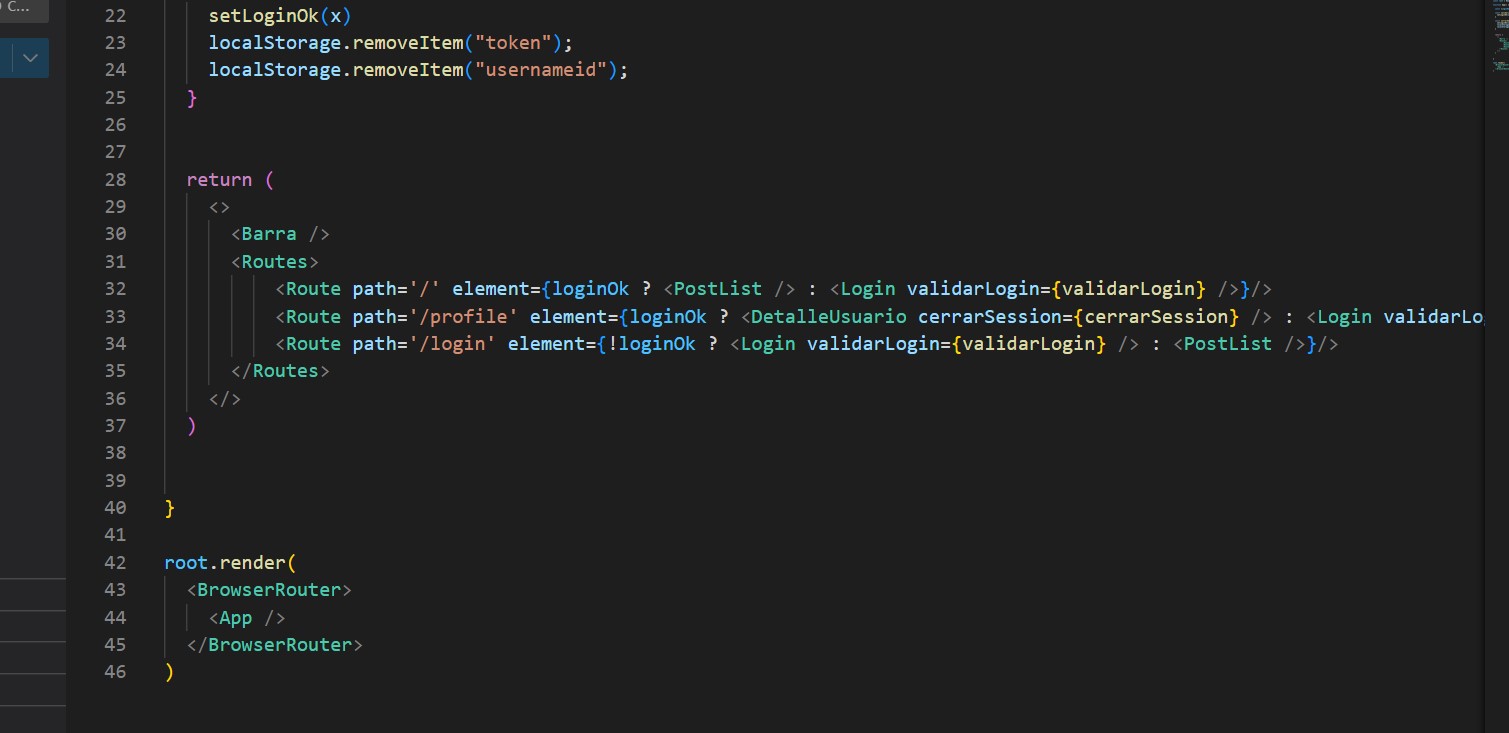 C...
22 setLoginOk(x)
23 localStorage.removeItem("token");
24 localStorage.removeItem("usernameid");
25 }
26
27
28 return (
29 <>
30 <Barra />
31 <Routes>
32 <Route path='/' element={loginOk ? <PostList /> : <Login validarLogin={validarLogin} />}/>
33 <Route path='/profile' element={loginOk ? <DetalleUsuario cerrarSession={cerrarSession} /> : <Login validarLo
34 <Route path='/login' element={!loginOk ? <Login validarLogin={validarLogin} /> : <PostList />}/>
35 </Routes>
36 </>
37 )
38
39
40 }
41
42 root.render(
43 <BrowserRouter>
44 <App />
45 </BrowserRouter>
46 )